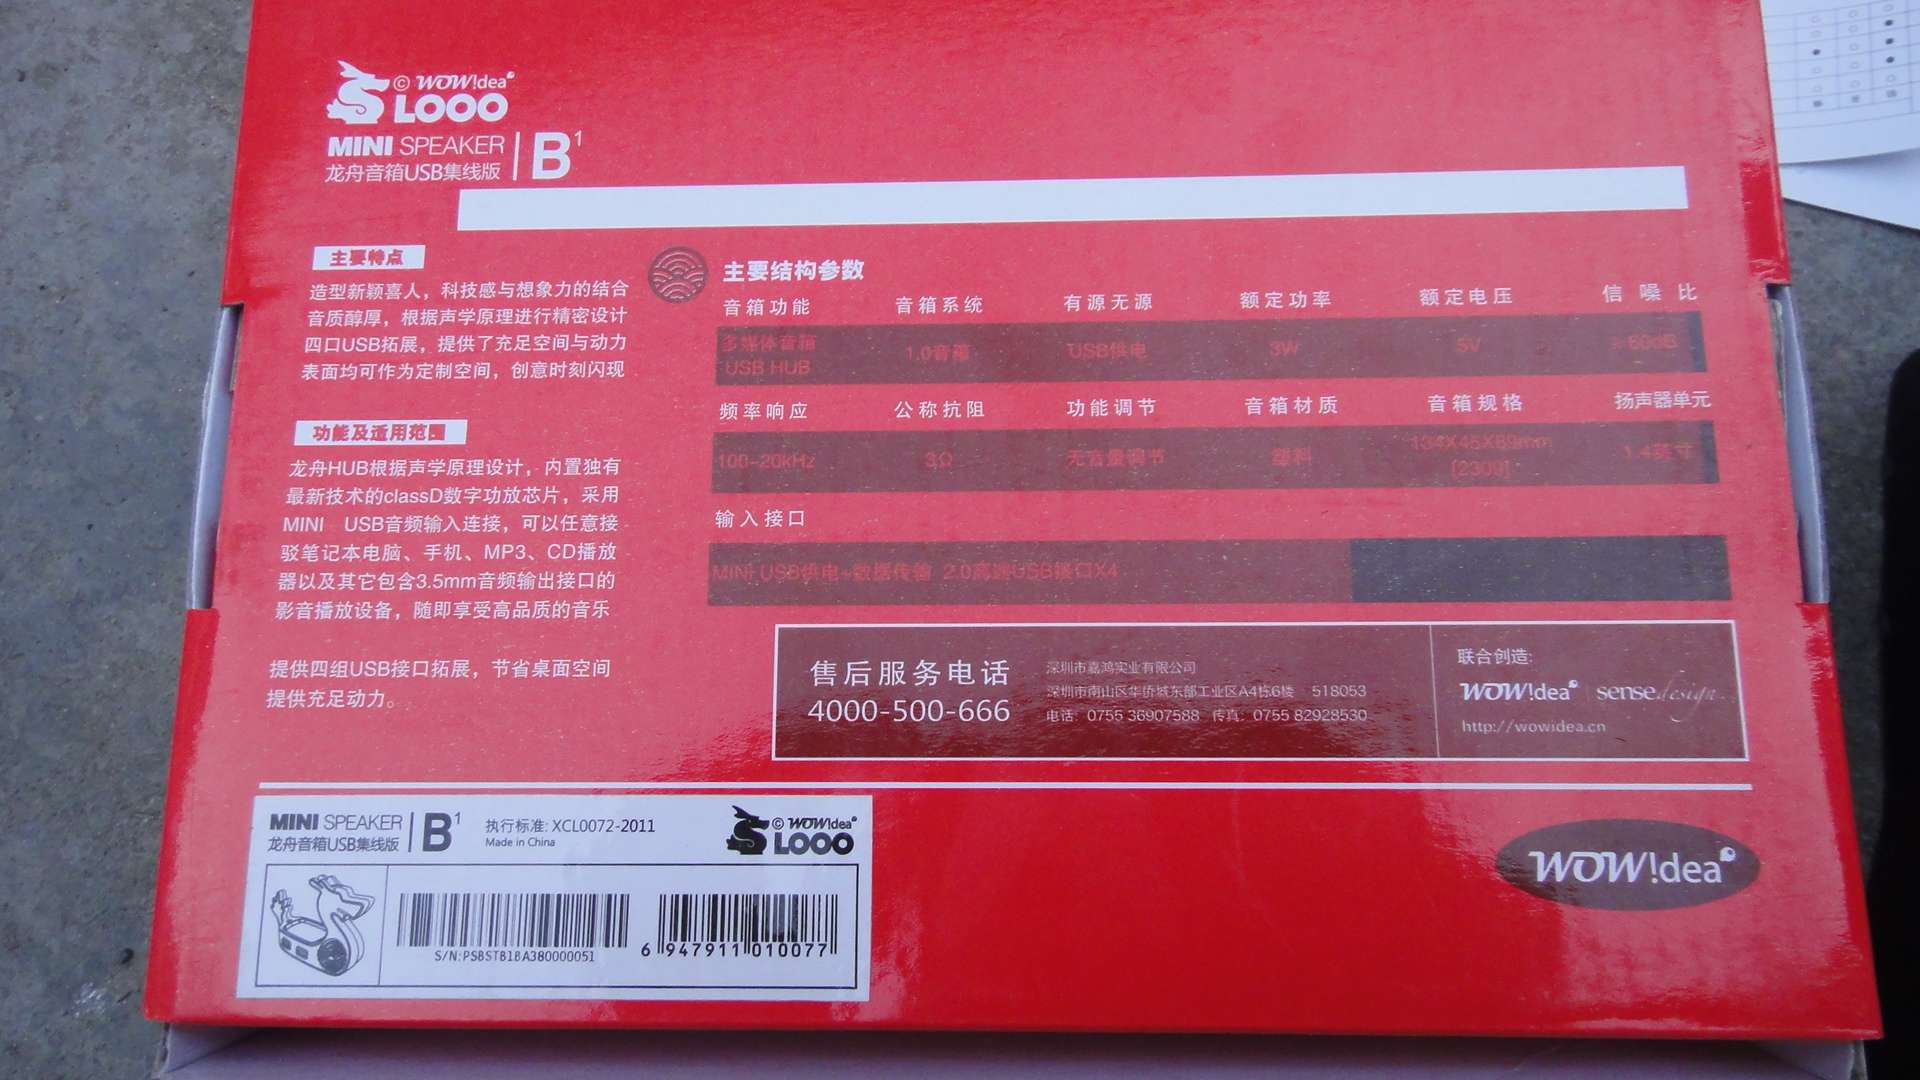 © WOW!dea
LOOO
MINI SPEAKER
龙舟音箱USB集线版
B1
主要特点
造型新颖喜人，科技感与想象力的结合
音质醇厚，根据声学原理进行精密设计
四口USB拓展，提供了充足空间与动力
表面均可作为定制空间，创意时刻闪现
功能及适用范围
龙舟HUB根据声学原理设计，内置独有
最新技术的classD数字功放芯片，采用
MINI USB音频输入连接，可以任意接
驳笔记本电脑、手机、MP3、CD播放
器以及其它包含3.5mm音频输出接口的
影音播放设备，随即享受高品质的音乐
提供四组USB接口拓展，节省桌面空间
提供充足动力。
主要结构参数
音箱功能 音箱系统 有源无源 额定功率 额定电压 信噪比
多媒体音箱 1.0音箱 USB供电 3W 5V 60dB
USB HUB
频率响应 公称抗阻 功能调节 音箱材质 音箱规格 扬声器单元
100-20kHz 3Ω 无音量调节 塑料 134X45X89mm 1.4英寸
[2309]
输入接口
MINI USB供电+数据传输 2.0高速USB接口X4
售后服务电话
4000-500-666
深圳市嘉鸿实业有限公司
深圳市南山区华侨城东部工业区A4栋6楼 518053
电话：0755 36907588 传真：0755 82928530
联合创造:
WOW!dea sensedesign.
http://wowidea.cn
MINI SPEAKER
龙舟音箱USB集线版
B1
执行标准: XCL0072-2011
Made in China
© WOW!dea
LOOO
S/N:PSBSTB1BA380000051
6 947911 010077
WOW!dea